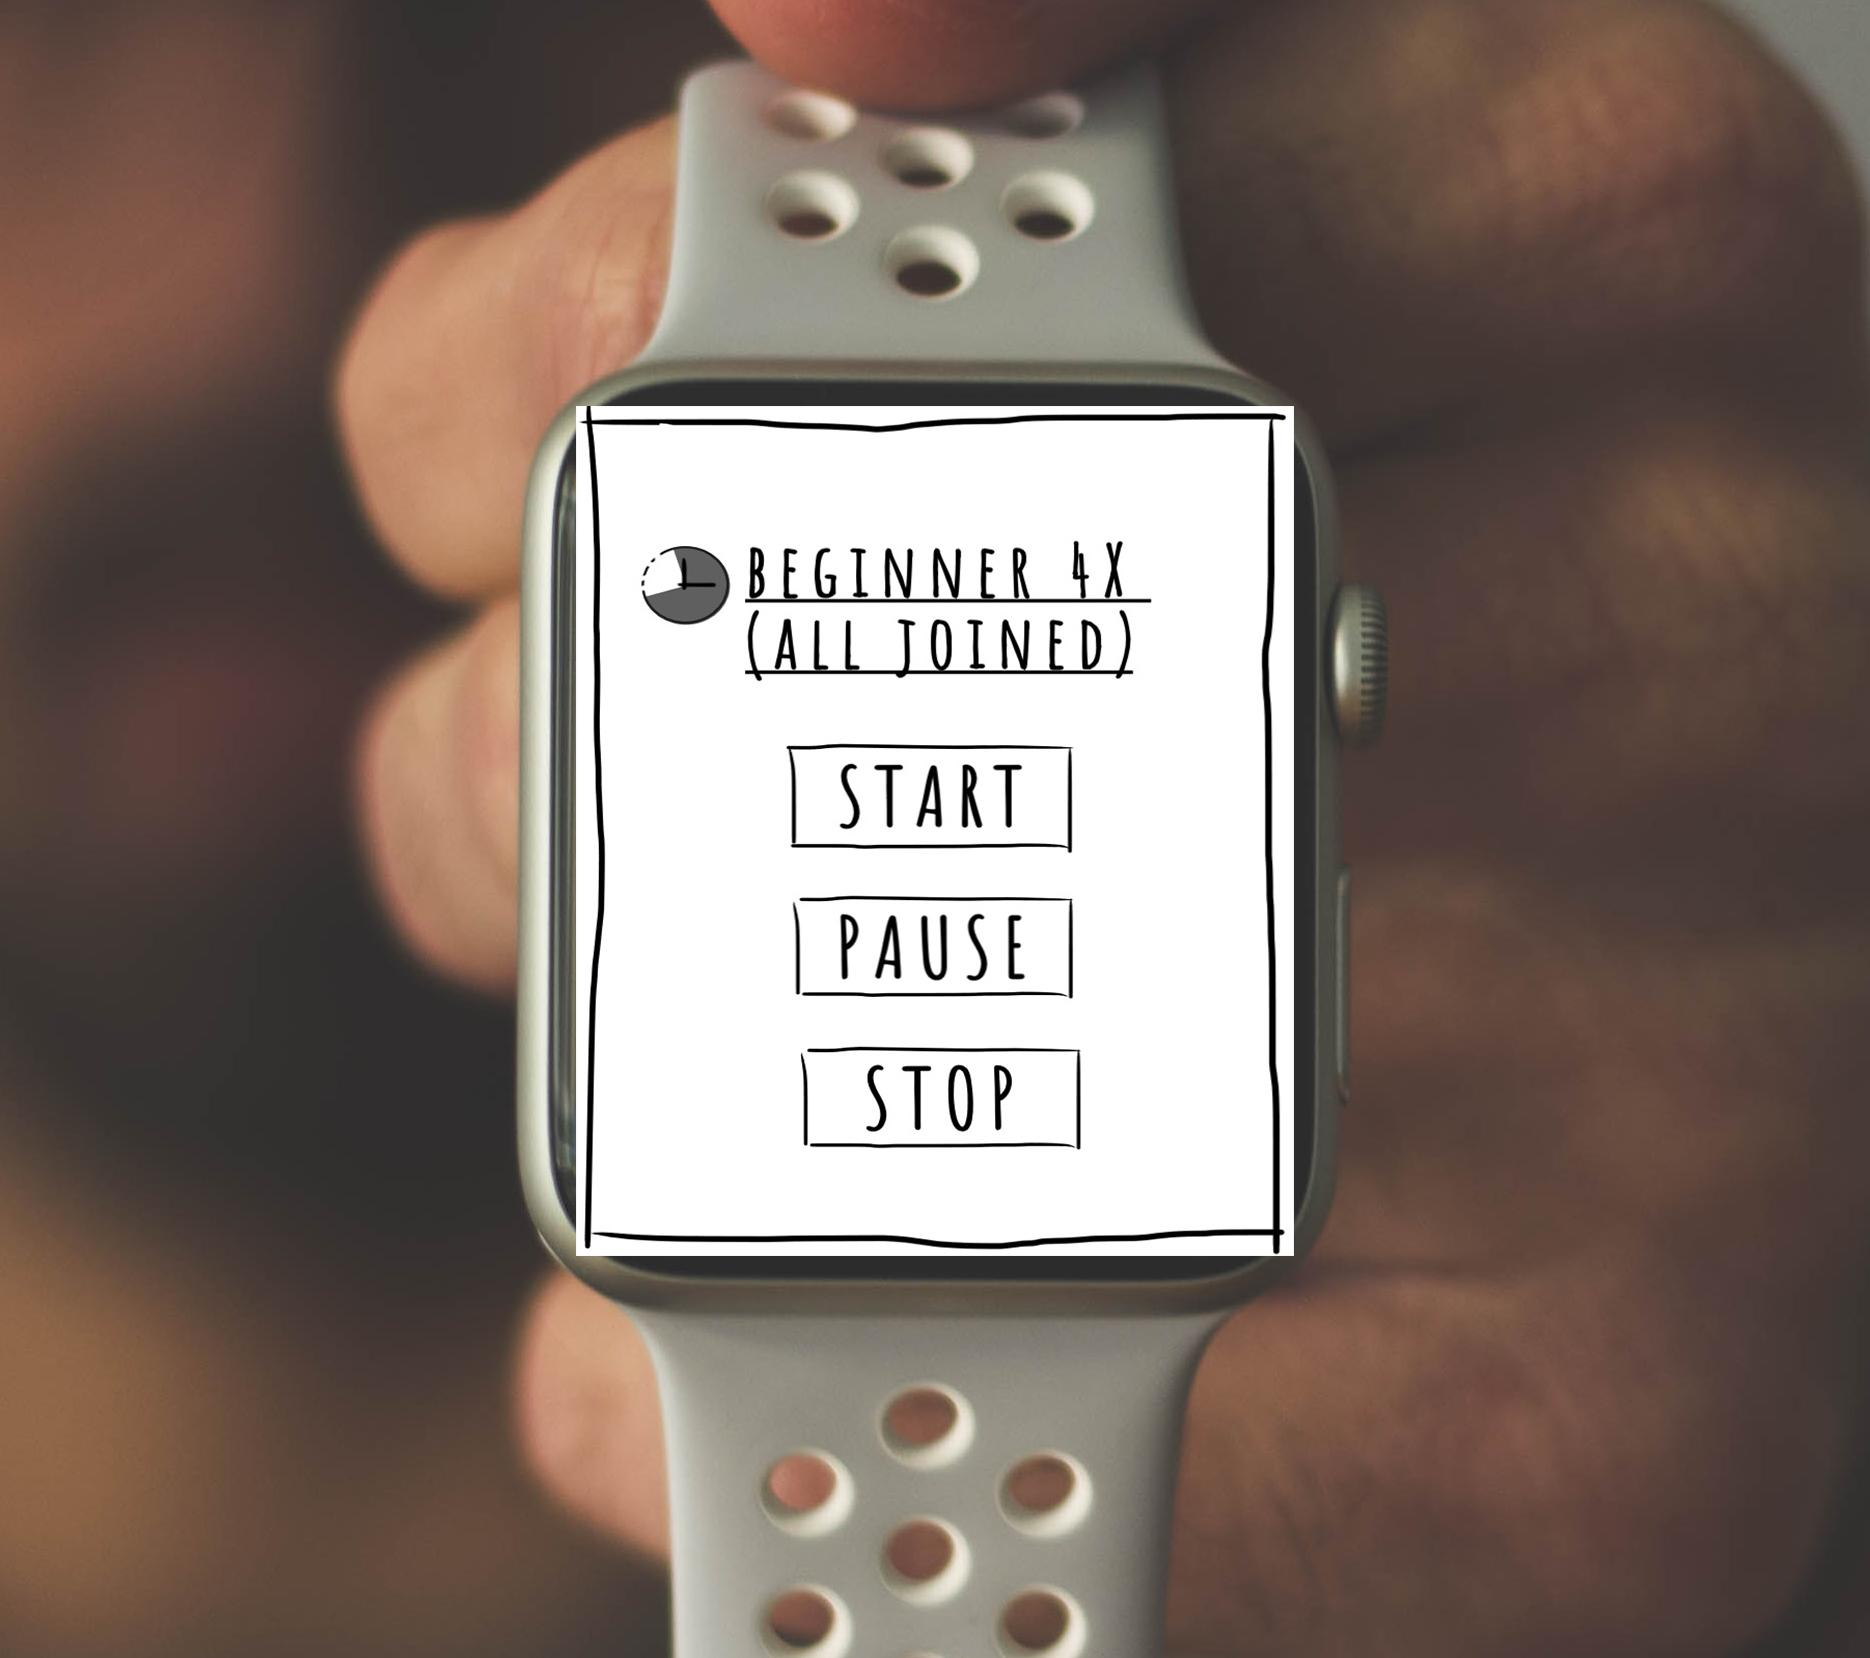 BEGINNER 4X
(ALL JOINED)
START
PAUSE
STOP